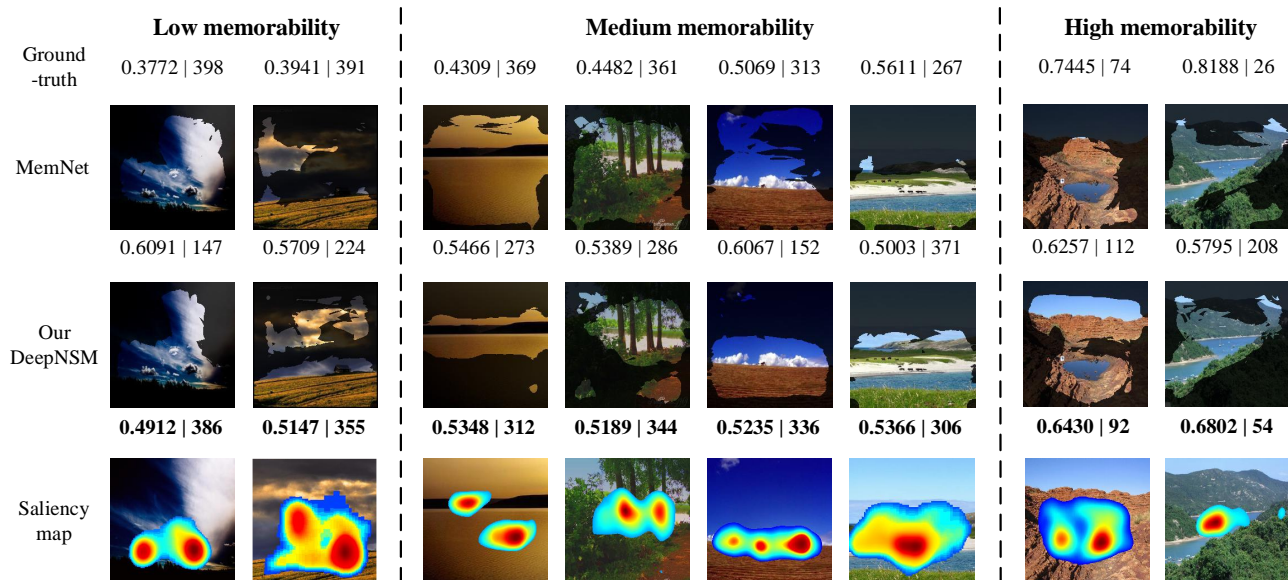 Low memorability
Medium memorability
High memorability
Ground
-truth
0.3772 | 398
0.3941 | 391
0.4309 | 369
0.4482 | 361
0.5069 | 313
0.5611 | 267
0.7445 | 74
0.8188 | 26
MemNet
0.6091 | 147
0.5709 | 224
0.5466 | 273
0.5389 | 286
0.6067 | 152
0.5003 | 371
0.6257 | 112
0.5795 | 208
Our
DeepNSM
0.4912 | 386
0.5147 | 355
0.5348 | 312
0.5189 | 344
0.5235 | 336
0.5366 | 306
0.6430 | 92
0.6802 | 54
Saliency
map